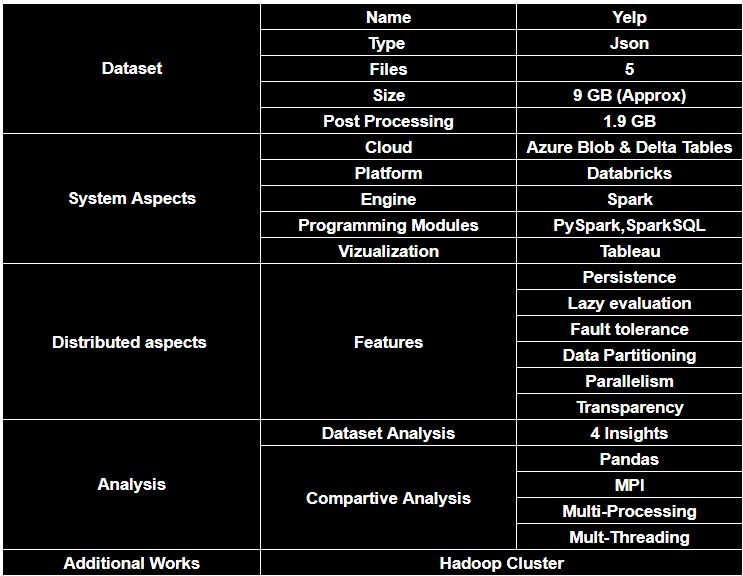 Dataset
Name Yelp
Type Json
Files 5
Size 9 GB (Approx)
Post Processing 1.9 GB
System Aspects
Cloud Azure Blob & Delta Tables
Platform Databricks
Engine Spark
Programming Modules PySpark,SparkSQL
Vizualization Tableau
Distributed aspects
Features
Persistence
Lazy evaluation
Fault tolerance
Data Partitioning
Parallelism
Transparency
Analysis
Dataset Analysis 4 Insights
Compartive Analysis
Pandas
MPI
Multi-Processing
Mult-Threading
Additional Works Hadoop Cluster